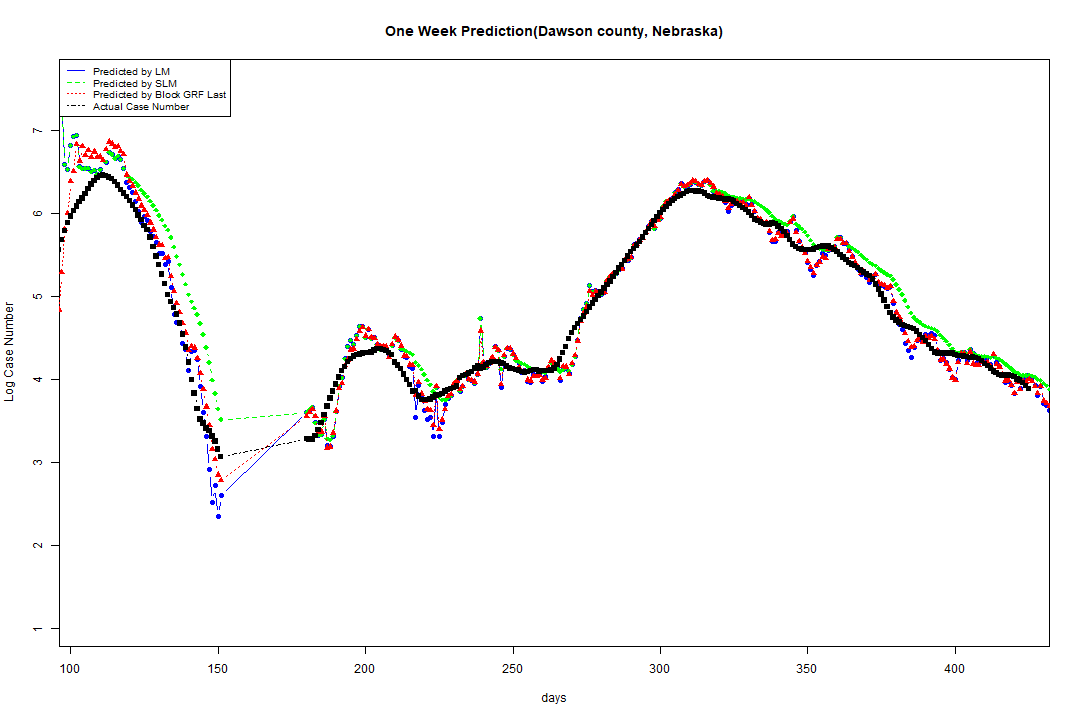 One Week Prediction(Dawson county, Nebraska)
Predicted by LM
Predicted by SLM
Predicted by Block GRF Last
Actual Case Number
Log Case Number
7
6
5
4
3
2
1
100 150 200 250 300 350 400
days